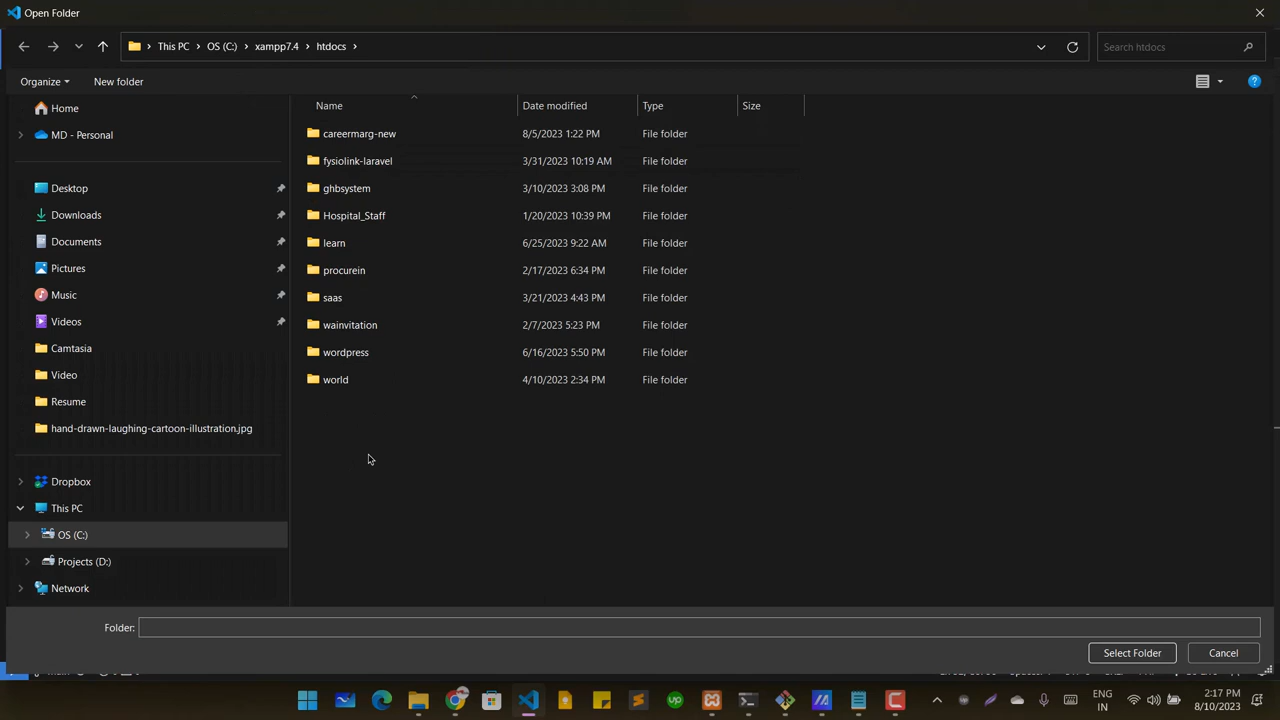 Open Folder
This PC > OS (C:) > xampp7.4 > htdocs >
Search htdocs
Organize New folder
Name Date modified Type Size
Home
MD - Personal
Desktop
Downloads
Documents
Pictures
Music
Videos
Camtasia
Video
Resume
hand-drawn-laughing-cartoon-illustration.jpg
Dropbox
This PC
OS (C:)
Projects (D:)
Network
careermarg-new 8/5/2023 1:22 PM File folder
fysiolink-laravel 3/31/2023 10:19 AM File folder
ghbsystem 3/10/2023 3:08 PM File folder
Hospital_Staff 1/20/2023 10:39 PM File folder
learn 6/25/2023 9:22 AM File folder
procurein 2/17/2023 6:34 PM File folder
saas 3/21/2023 4:43 PM File folder
wainvitation 2/7/2023 5:23 PM File folder
wordpress 6/16/2023 5:50 PM File folder
world 4/10/2023 2:34 PM File folder
Folder:
Select Folder Cancel
ENG
IN
2:17 PM
8/10/2023